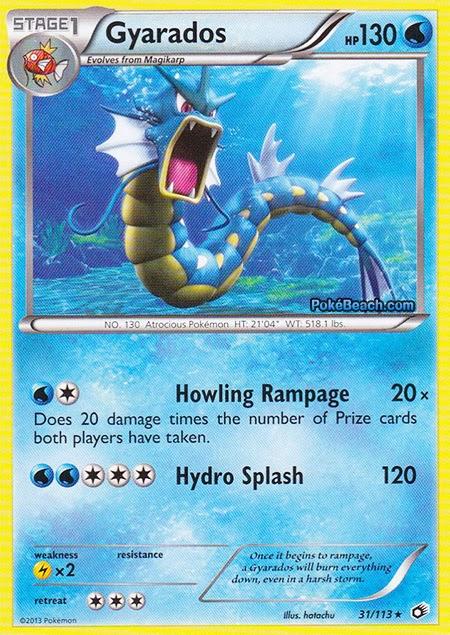 STAGE1
Gyarados
HP130
Evolves from Magikarp
PokéBeach.com
NO. 130 Atrocious Pokémon HT: 21'04" WT: 518.1 lbs.
Howling Rampage 20×
Does 20 damage times the number of Prize cards
both players have taken.
Hydro Splash 120
weakness resistance
×2
Once it begins to rampage,
a Gyarados will burn everything
down, even in a harsh storm.
retreat
©2013 Pokémon Illus. hatachu 31/113 ★